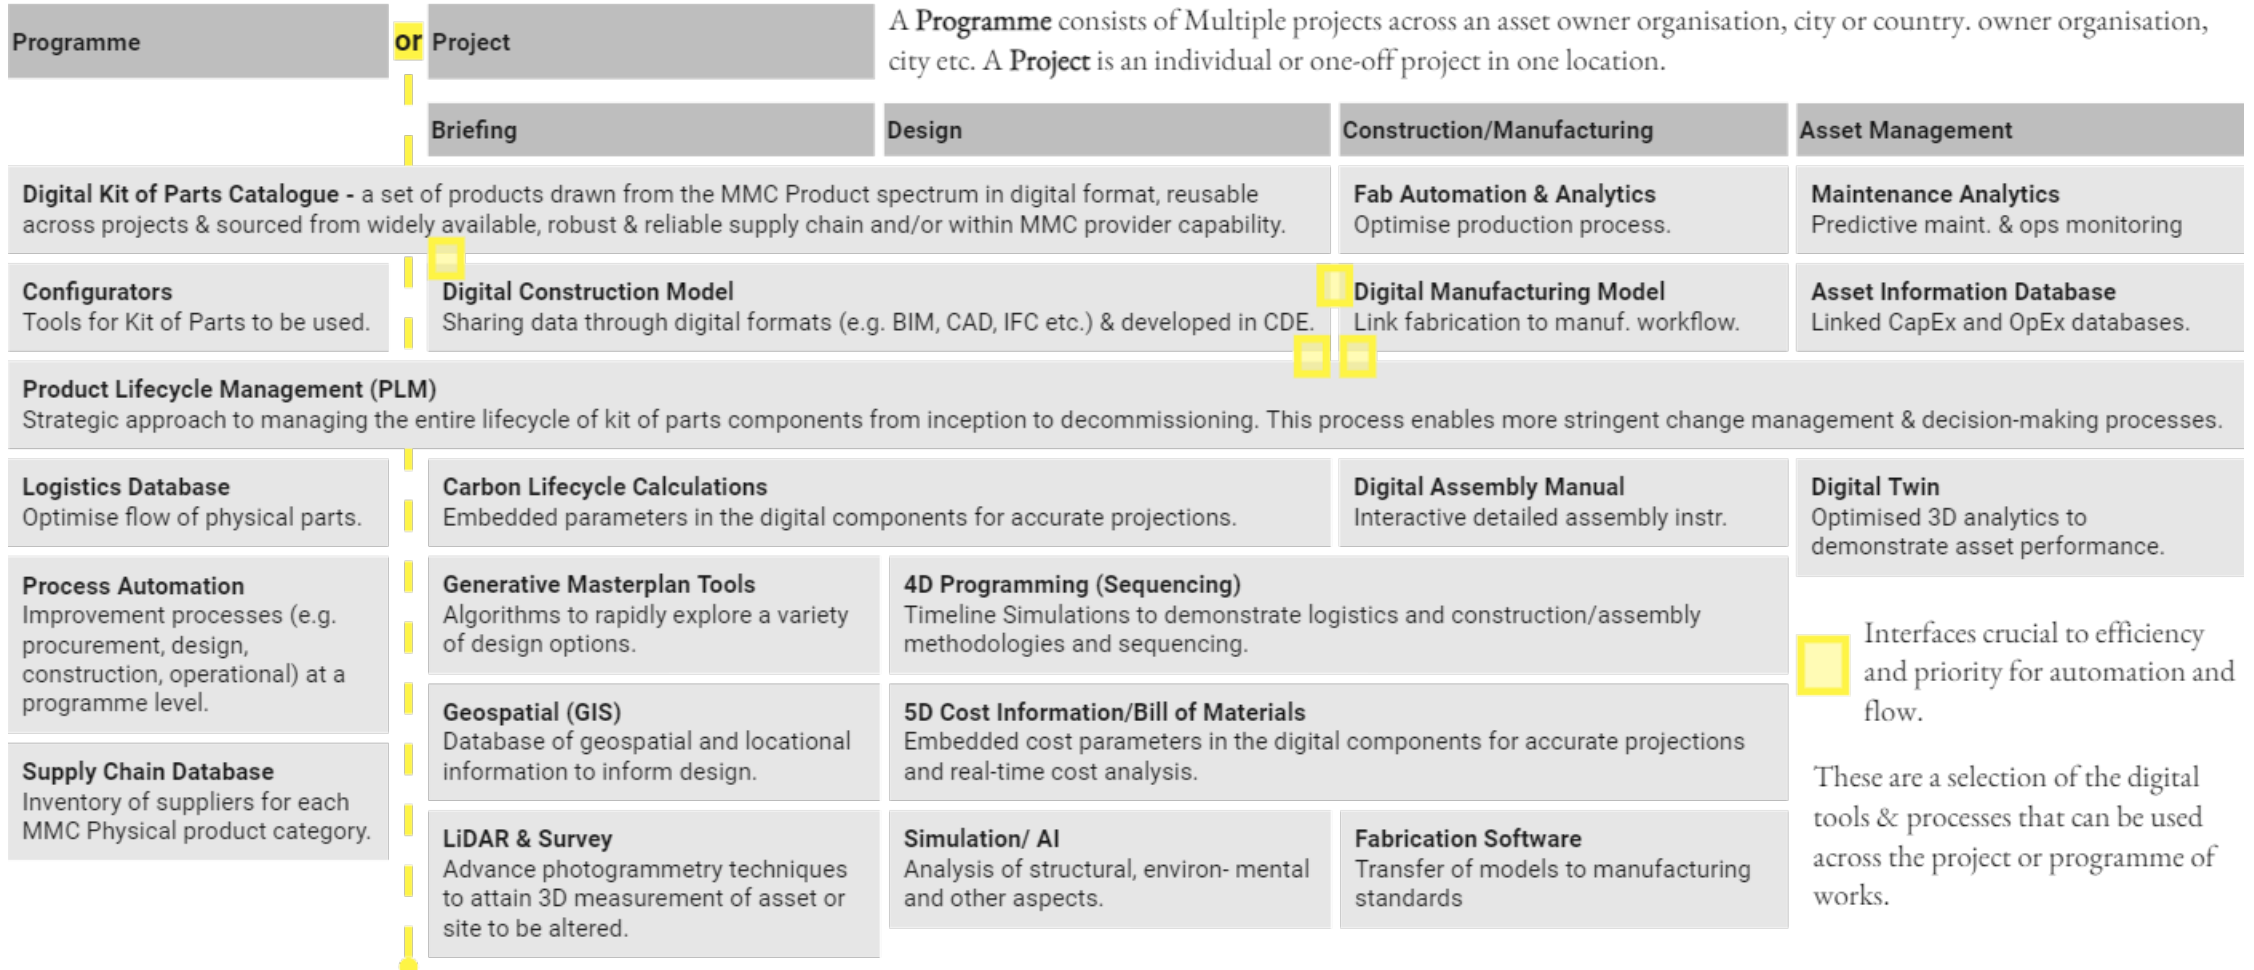 Programme
or
Project
A Programme consists of Multiple projects across an asset owner organisation, city or country. owner organisation,
city etc. A Project is an individual or one-off project in one location.
Briefing
Design
Construction/Manufacturing
Asset Management
Digital Kit of Parts Catalogue - a set of products drawn from the MMC Product spectrum in digital format, reusable
across projects & sourced from widely available, robust & reliable supply chain and/or within MMC provider capability.
Fab Automation & Analytics
Optimise production process.
Maintenance Analytics
Predictive maint. & ops monitoring
Configurators
Tools for Kit of Parts to be used.
Digital Construction Model
Sharing data through digital formats (e.g. BIM, CAD, IFC etc.) & developed in CDE.
Digital Manufacturing Model
Link fabrication to manuf. workflow.
Asset Information Database
Linked CapEx and OpEx databases.
Product Lifecycle Management (PLM)
Strategic approach to managing the entire lifecycle of kit of parts components from inception to decommissioning. This process enables more stringent change management & decision-making processes.
Logistics Database
Optimise flow of physical parts.
Carbon Lifecycle Calculations
Embedded parameters in the digital components for accurate projections.
Digital Assembly Manual
Interactive detailed assembly instr.
Digital Twin
Optimised 3D analytics to
demonstrate asset performance.
Process Automation
Improvement processes (e.g.
procurement, design,
construction, operational) at a
programme level.
Generative Masterplan Tools
Algorithms to rapidly explore a variety
of design options.
4D Programming (Sequencing)
Timeline Simulations to demonstrate logistics and construction/assembly
methodologies and sequencing.
Interfaces crucial to efficiency
and priority for automation and
flow.
Geospatial (GIS)
Database of geospatial and locational
information to inform design.
5D Cost Information/Bill of Materials
Embedded cost parameters in the digital components for accurate projections
and real-time cost analysis.
Supply Chain Database
Inventory of suppliers for each
MMC Physical product category.
These are a selection of the digital
tools & processes that can be used
across the project or programme of
works.
LiDAR & Survey
Advance photogrammetry techniques
to attain 3D measurement of asset or
site to be altered.
Simulation/ AI
Analysis of structural, environ- mental
and other aspects.
Fabrication Software
Transfer of models to manufacturing
standards